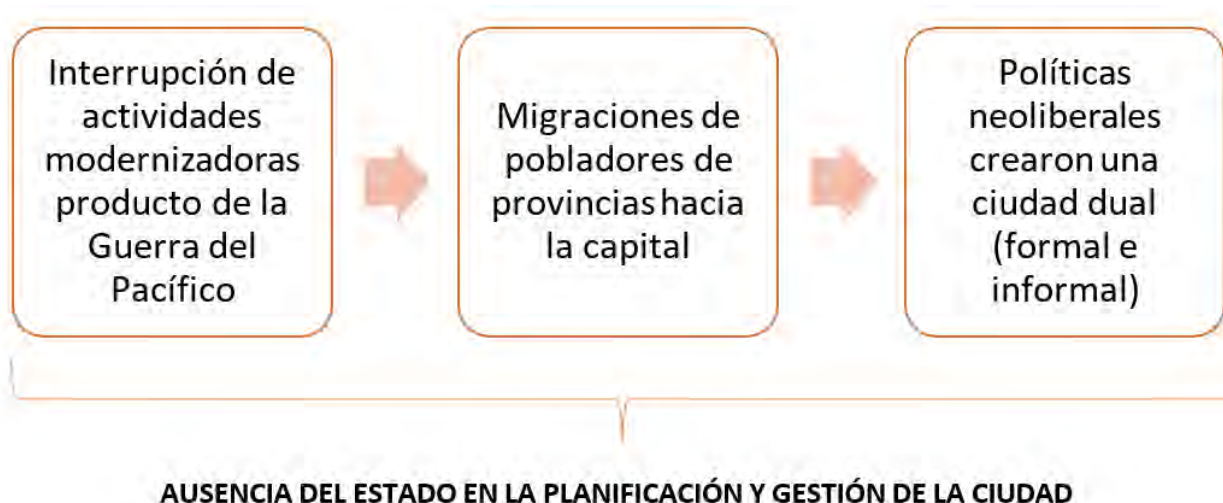 Interrupción de
actividades
modernizadoras
producto de la
Guerra del
Pacífico
Migraciones de
pobladores de
provincias hacia
la capital
Políticas
neoliberales
crearon una
ciudad dual
(formal e
informal)
AUSENCIA DEL ESTADO EN LA PLANIFICACIÓN Y GESTIÓN DE LA CIUDAD